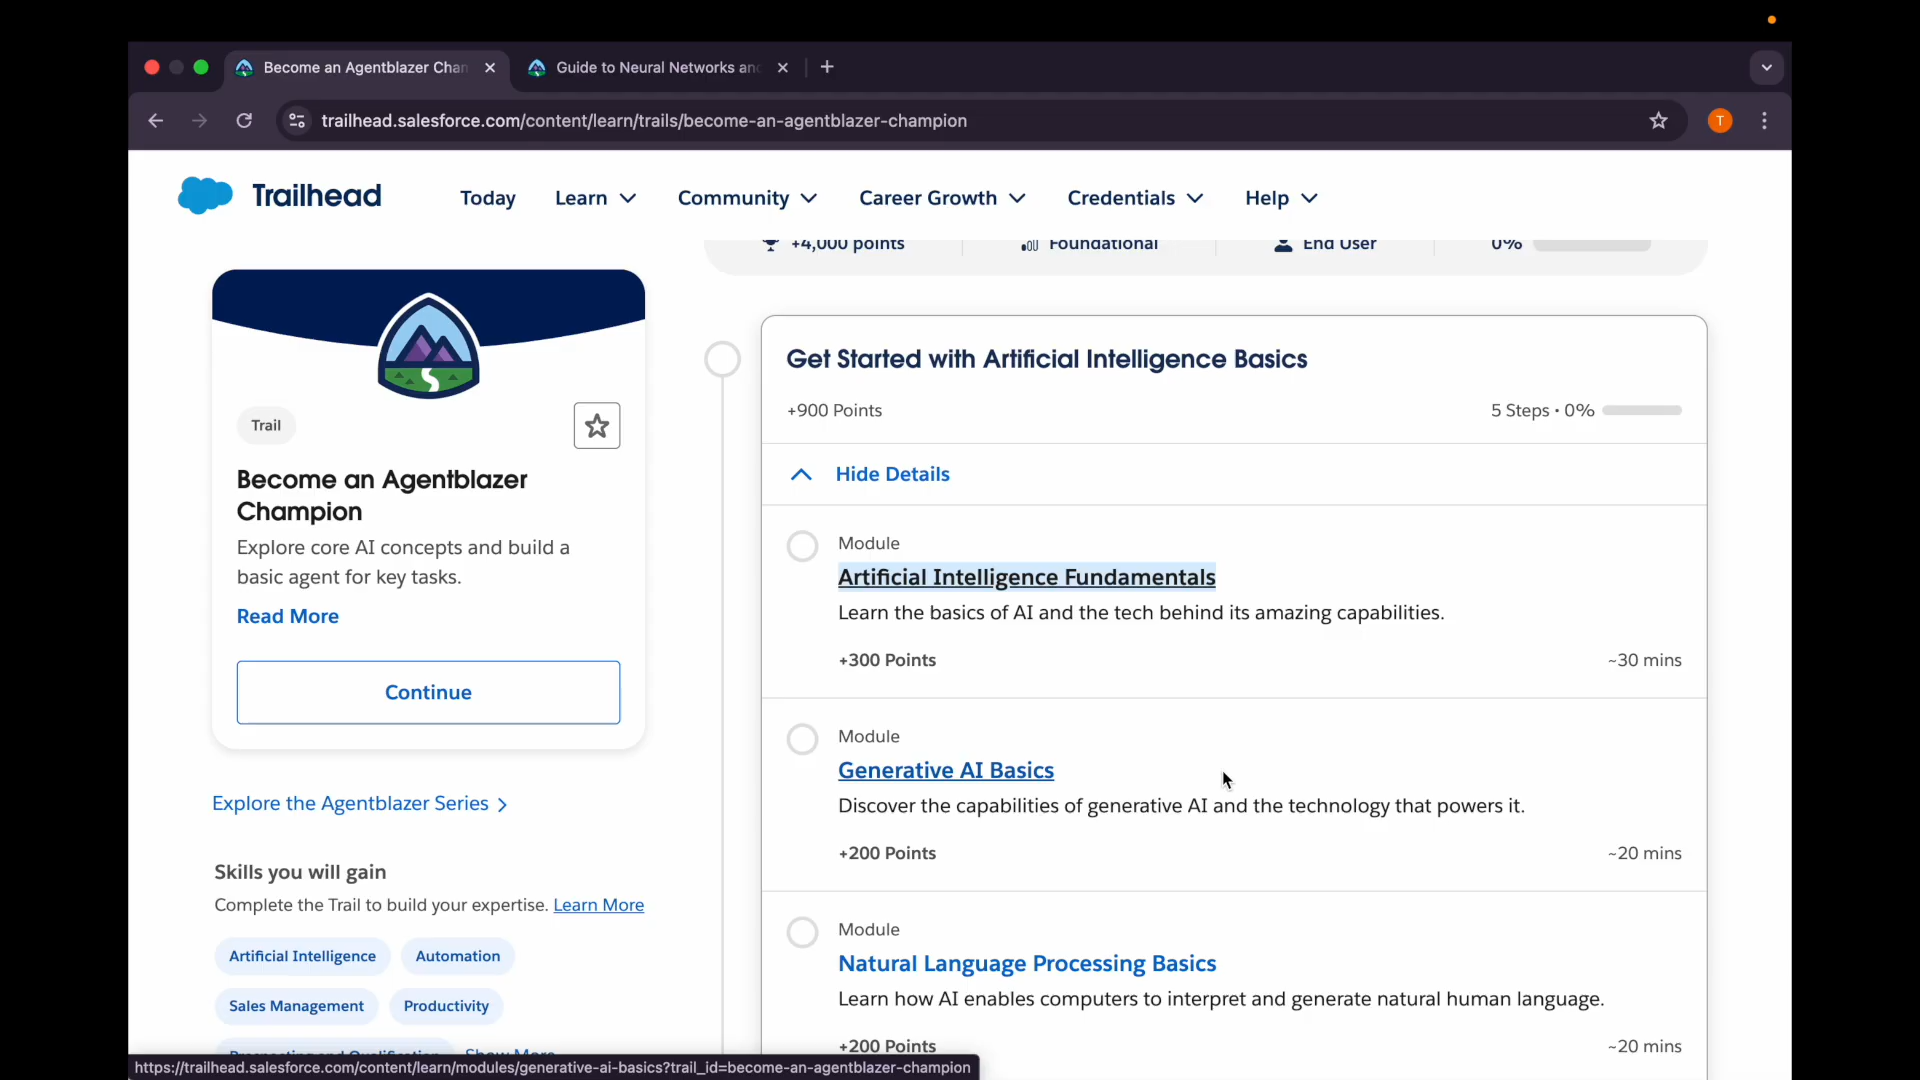 Become an Agentblazer Cha
Guide to Neural Networks an
trailhead.salesforce.com/content/learn/trails/become-an-agentblazer-champion
T
Trailhead
Today
Learn
Community
Career Growth
Credentials
Help
+4,000 points
Foundational
End User
0%
Trail
Become an Agentblazer
Champion
Explore core AI concepts and build a
basic agent for key tasks.
Read More
Continue
Explore the Agentblazer Series
Skills you will gain
Complete the Trail to build your expertise. Learn More
Artificial Intelligence
Automation
Sales Management
Productivity
Show More
Get Started with Artificial Intelligence Basics
+900 Points
5 Steps • 0%
Hide Details
Module
Artificial Intelligence Fundamentals
Learn the basics of AI and the tech behind its amazing capabilities.
+300 Points
~30 mins
Module
Generative AI Basics
Discover the capabilities of generative AI and the technology that powers it.
+200 Points
~20 mins
Module
Natural Language Processing Basics
Learn how AI enables computers to interpret and generate natural human language.
+200 Points
~20 mins
https://trailhead.salesforce.com/content/learn/modules/generative-ai-basics?trail_id=become-an-agentblazer-champion